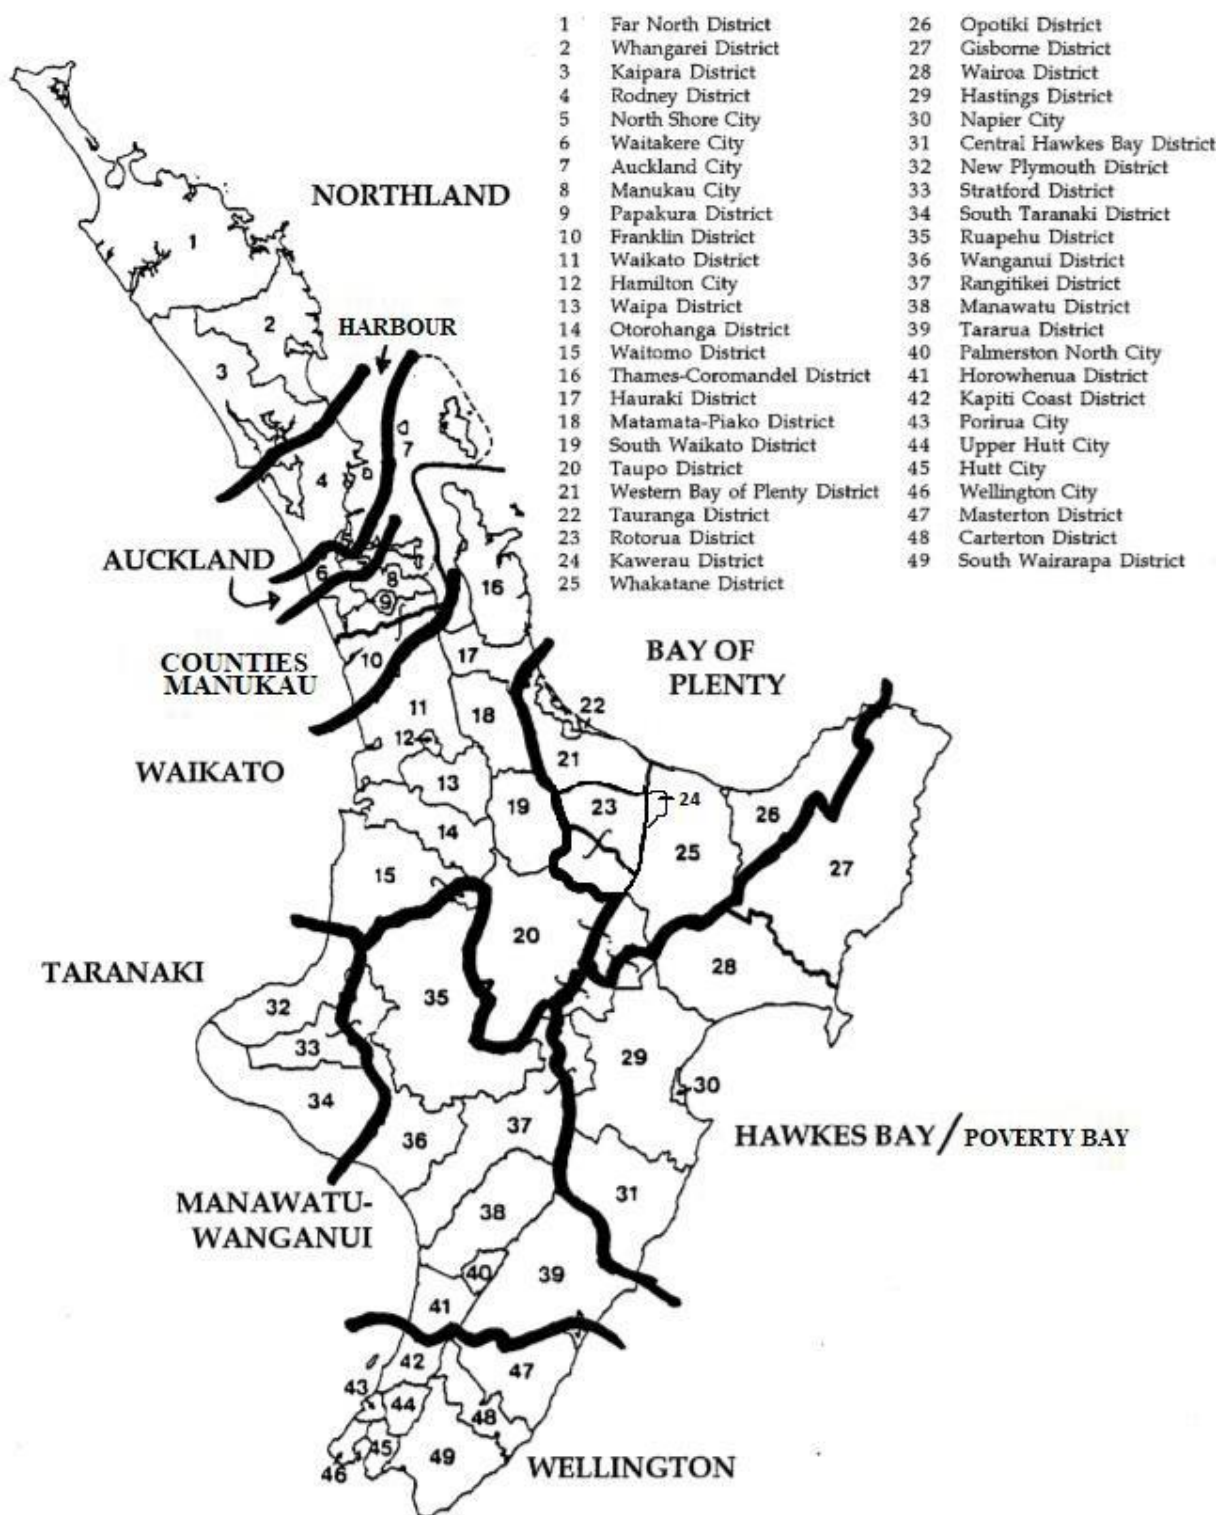 1 Far North District
2 Whangarei District
3 Kaipara District
4 Rodney District
5 North Shore City
6 Waitakere City
7 Auckland City
8 Manukau City
9 Papakura District
10 Franklin District
11 Waikato District
12 Hamilton City
13 Waipa District
14 Otorohanga District
15 Waitomo District
16 Thames-Coromandel District
17 Hauraki District
18 Matamata-Piako District
19 South Waikato District
20 Taupo District
21 Western Bay of Plenty District
22 Tauranga District
23 Rotorua District
24 Kawerau District
25 Whakatane District
26 Opotiki District
27 Gisborne District
28 Wairoa District
29 Hastings District
30 Napier City
31 Central Hawkes Bay District
32 New Plymouth District
33 Stratford District
34 South Taranaki District
35 Ruapehu District
36 Wanganui District
37 Rangitikei District
38 Manawatu District
39 Tararua District
40 Palmerston North City
41 Horowhenua District
42 Kapiti Coast District
43 Porirua City
44 Upper Hutt City
45 Hutt City
46 Wellington City
47 Masterton District
48 Carterton District
49 South Wairarapa District
NORTHLAND
1
2
HARBOUR
3
7
4
AUCKLAND
6
8
9
16
COUNTIES
MANUKAU
10
17
BAY OF
PLENTY
11
18
22
12
21
WAIKATO
13
19
23
24
26
14
25
15
27
20
TARANAKI
28
35
32
33
29
34
30
36
37
HAWKES BAY / POVERTY BAY
MANAWATU-
WANGANUI
38
31
40
39
41
42
47
43
44
48
45
49
46
WELLINGTON